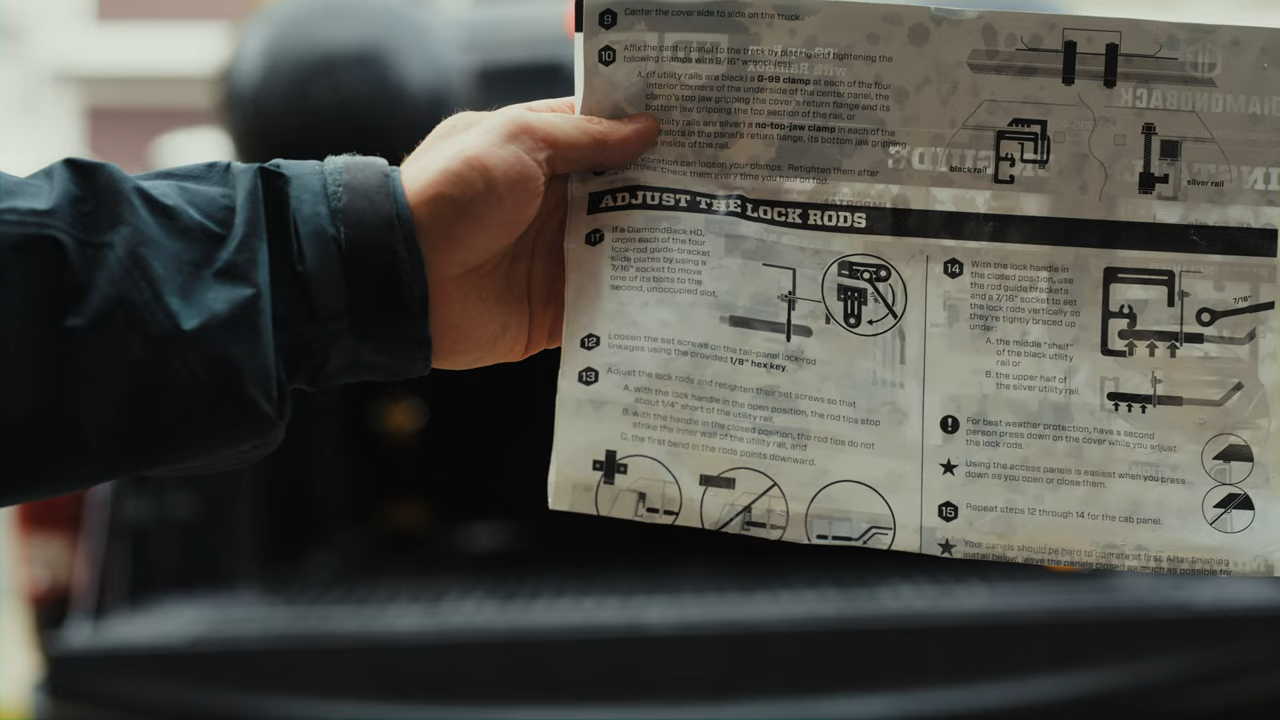 9 Center the cover side to side on the truck.
10 Affix the center panel to the truck by placing and tightening the
following clamps with 9/16" wrench(es):
A. (if utility rails are black) a G-99 clamp at each of the four
interior corners of the underside of the center panel, the
clamp's top jaw gripping the cover's return flange and its
bottom jaw gripping the top section of the rail, or
utility rails are silver) a no-top-jaw clamp in each of the
slots in the panel's return flange, its bottom jaw gripping
inside of the rail.
vibration can loosen your clamps. Retighten them after
miles. Check them every time you haul on top.
black rail
silver rail
ADJUST THE LOCK RODS
11 If a DiamondBack HD,
unpin each of the four
lock-rod guide-bracket
slide plates by using a
7/16" socket to move
one of its bolts to the
second, unoccupied slot.
12 Loosen the set screws on the tail-panel lock-rod
linkages using the provided 1/8" hex key.
13 Adjust the lock rods and retighten their set screws so that
A. with the lock handle in the open position, the rod tips stop
about 1/4" short of the utility rail,
B. with the handle in the closed position, the rod tips do not
strike the inner wall of the utility rail, and
C. the first bend in the rods points downward.
14 With the lock handle in
the closed position, use
the rod guide brackets
and a 7/16" socket to set
the lock rods vertically so
they're tightly braced up
under:
A. the middle "shelf"
of the black utility
rail or
B. the upper half of
the silver utility rail.
7/16"
! For best weather protection, have a second
person press down on the cover while you adjust
the lock rods.
★ Using the access panels is easiest when you press
down as you open or close them.
15 Repeat steps 12 through 14 for the cab panel.
★ Your panels should be hard to operate at first. After finishing
install below, leave the panels closed as much as possible for